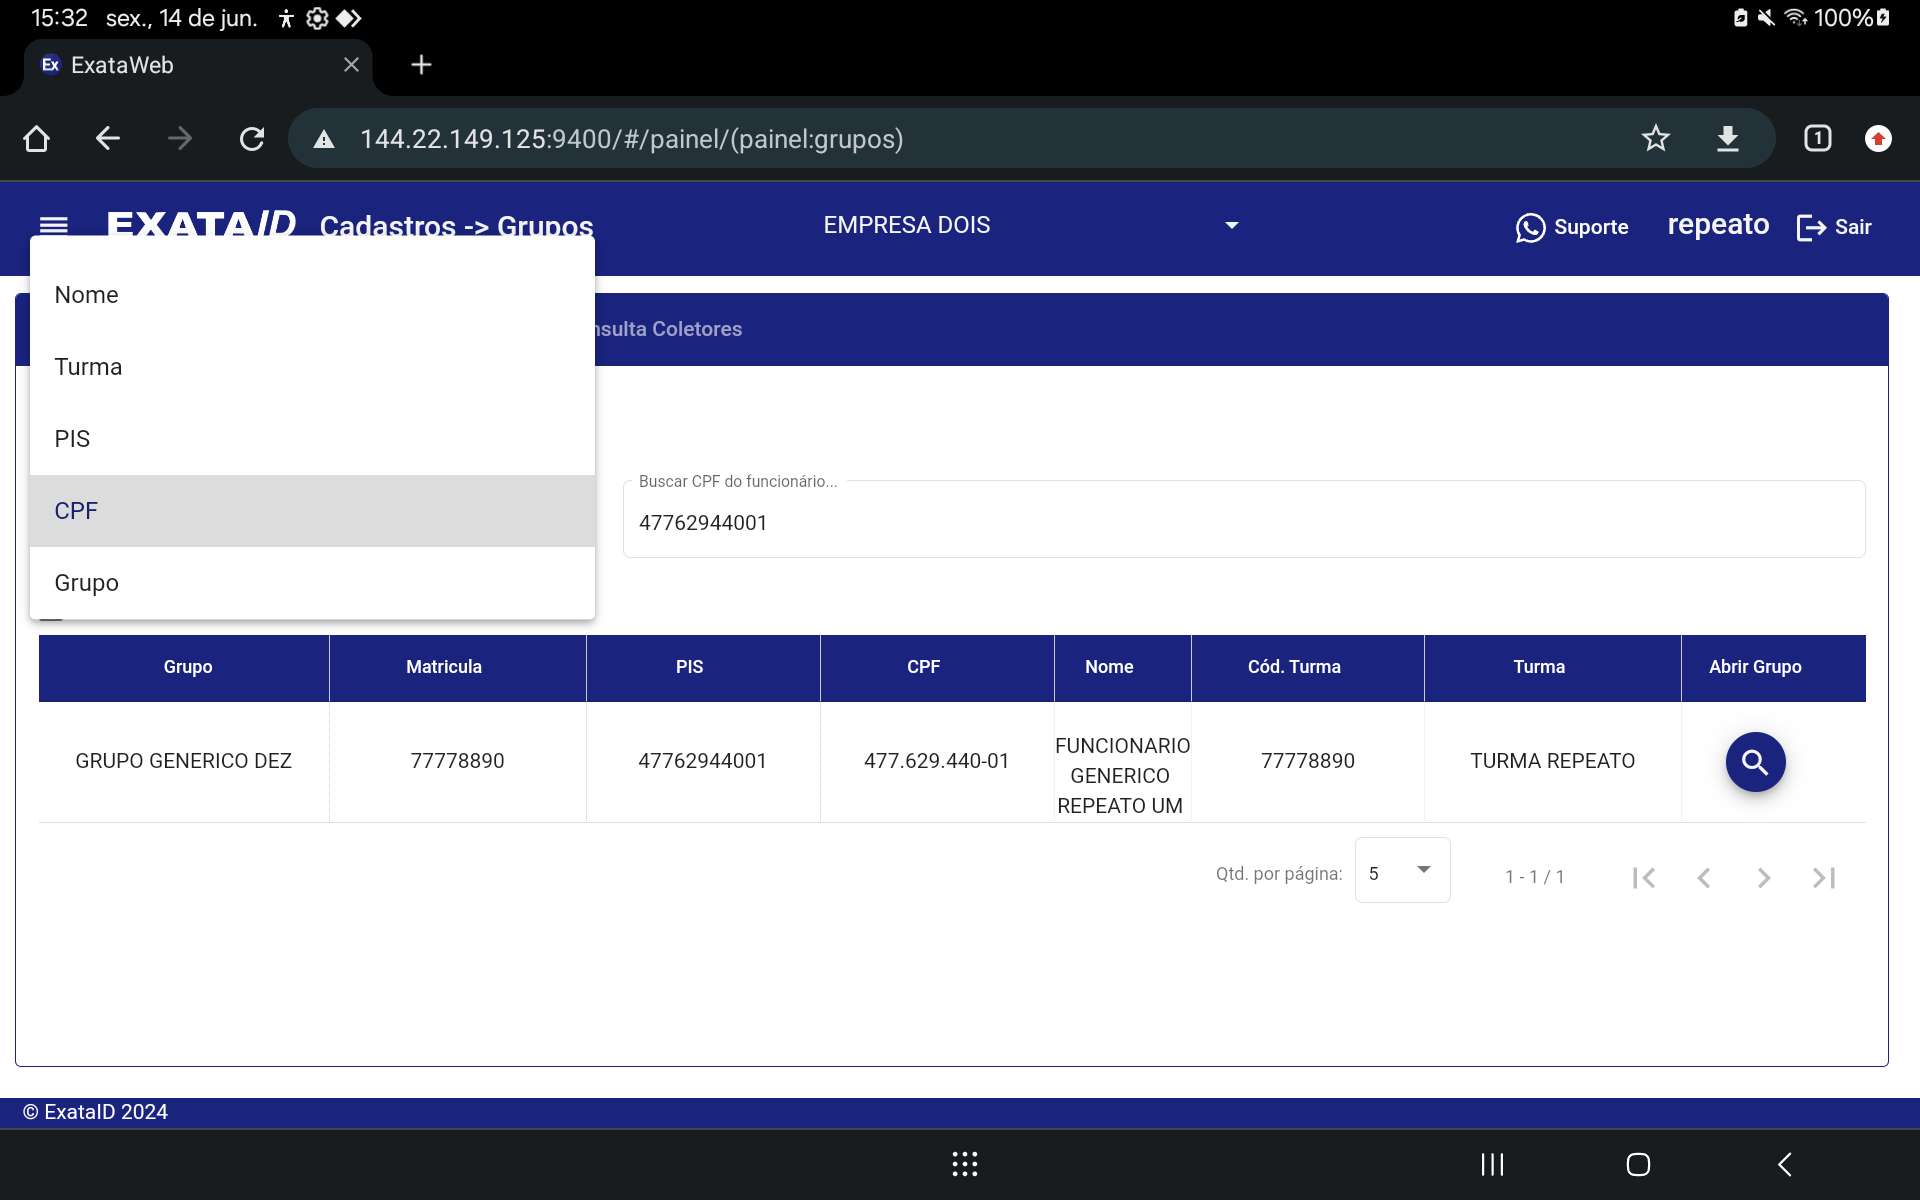 15:32 sex., 14 de jun.
100%
Ex ExataWeb
144.22.149.125:9400/#/painel/(painel:grupos)
1
EXATAID Cadastros -> Grupos
EMPRESA DOIS
Suporte
repeato
Sair
nsulta Coletores
Nome
Turma
PIS
CPF
Grupo
Buscar CPF do funcionário...
47762944001
Grupo Matricula PIS CPF Nome Cód. Turma Turma Abrir Grupo
GRUPO GENERICO DEZ 77778890 47762944001 477.629.440-01 FUNCIONARIO
GENERICO
REPEATO UM
77778890 TURMA REPEATO
Qtd. por página: 5 1 - 1 / 1
© ExataID 2024